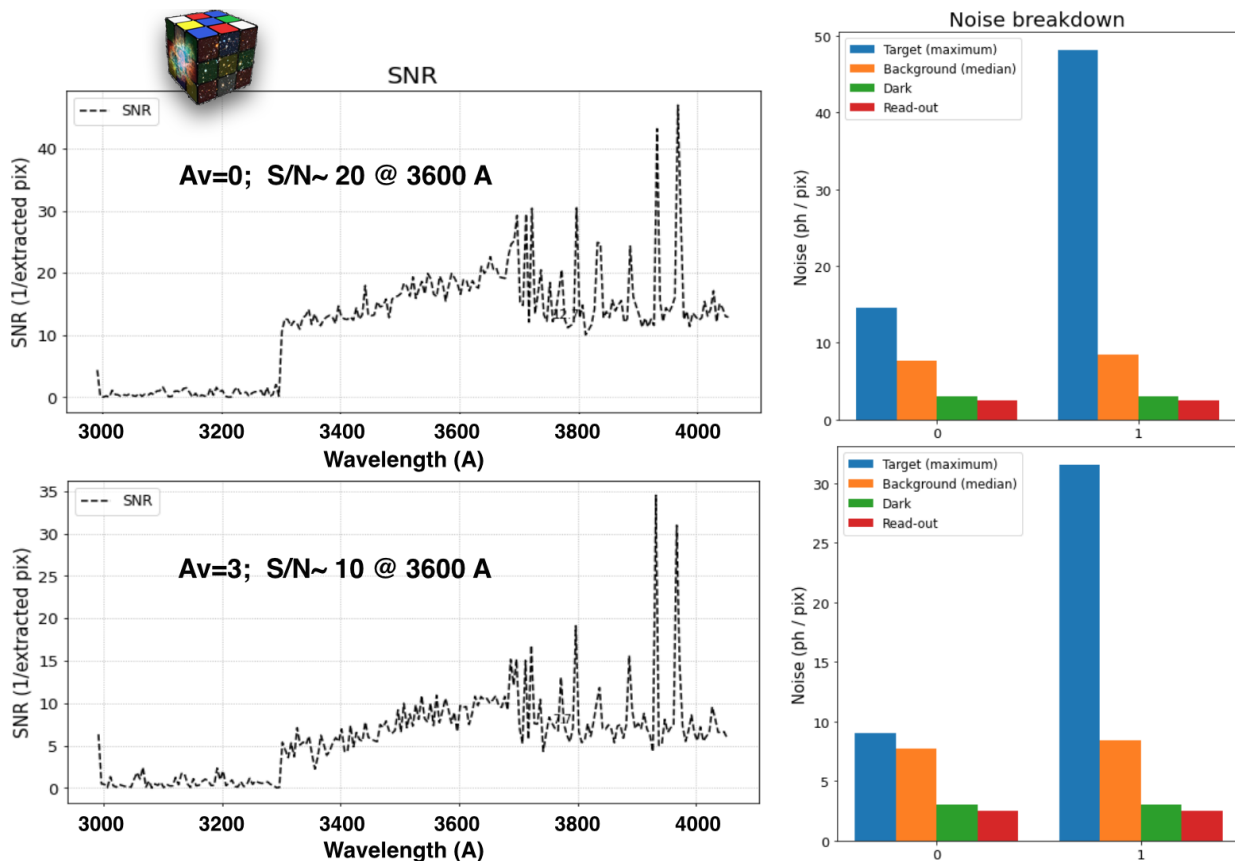 SNR
SNR
Av=0; S/N~ 20 @ 3600 A
SNR (1/extracted pix)
40
30
20
10
0
3000 3200 3400 3600 3800 4000
Wavelength (A)
Noise breakdown
Target (maximum)
Background (median)
Dark
Read-out
Noise (ph / pix)
50
40
30
20
10
0
0 1
SNR
Av=3; S/N~ 10 @ 3600 A
SNR (1/extracted pix)
35
30
25
20
15
10
5
0
3000 3200 3400 3600 3800 4000
Wavelength (A)
Target (maximum)
Background (median)
Dark
Read-out
Noise (ph / pix)
30
25
20
15
10
5
0
0 1